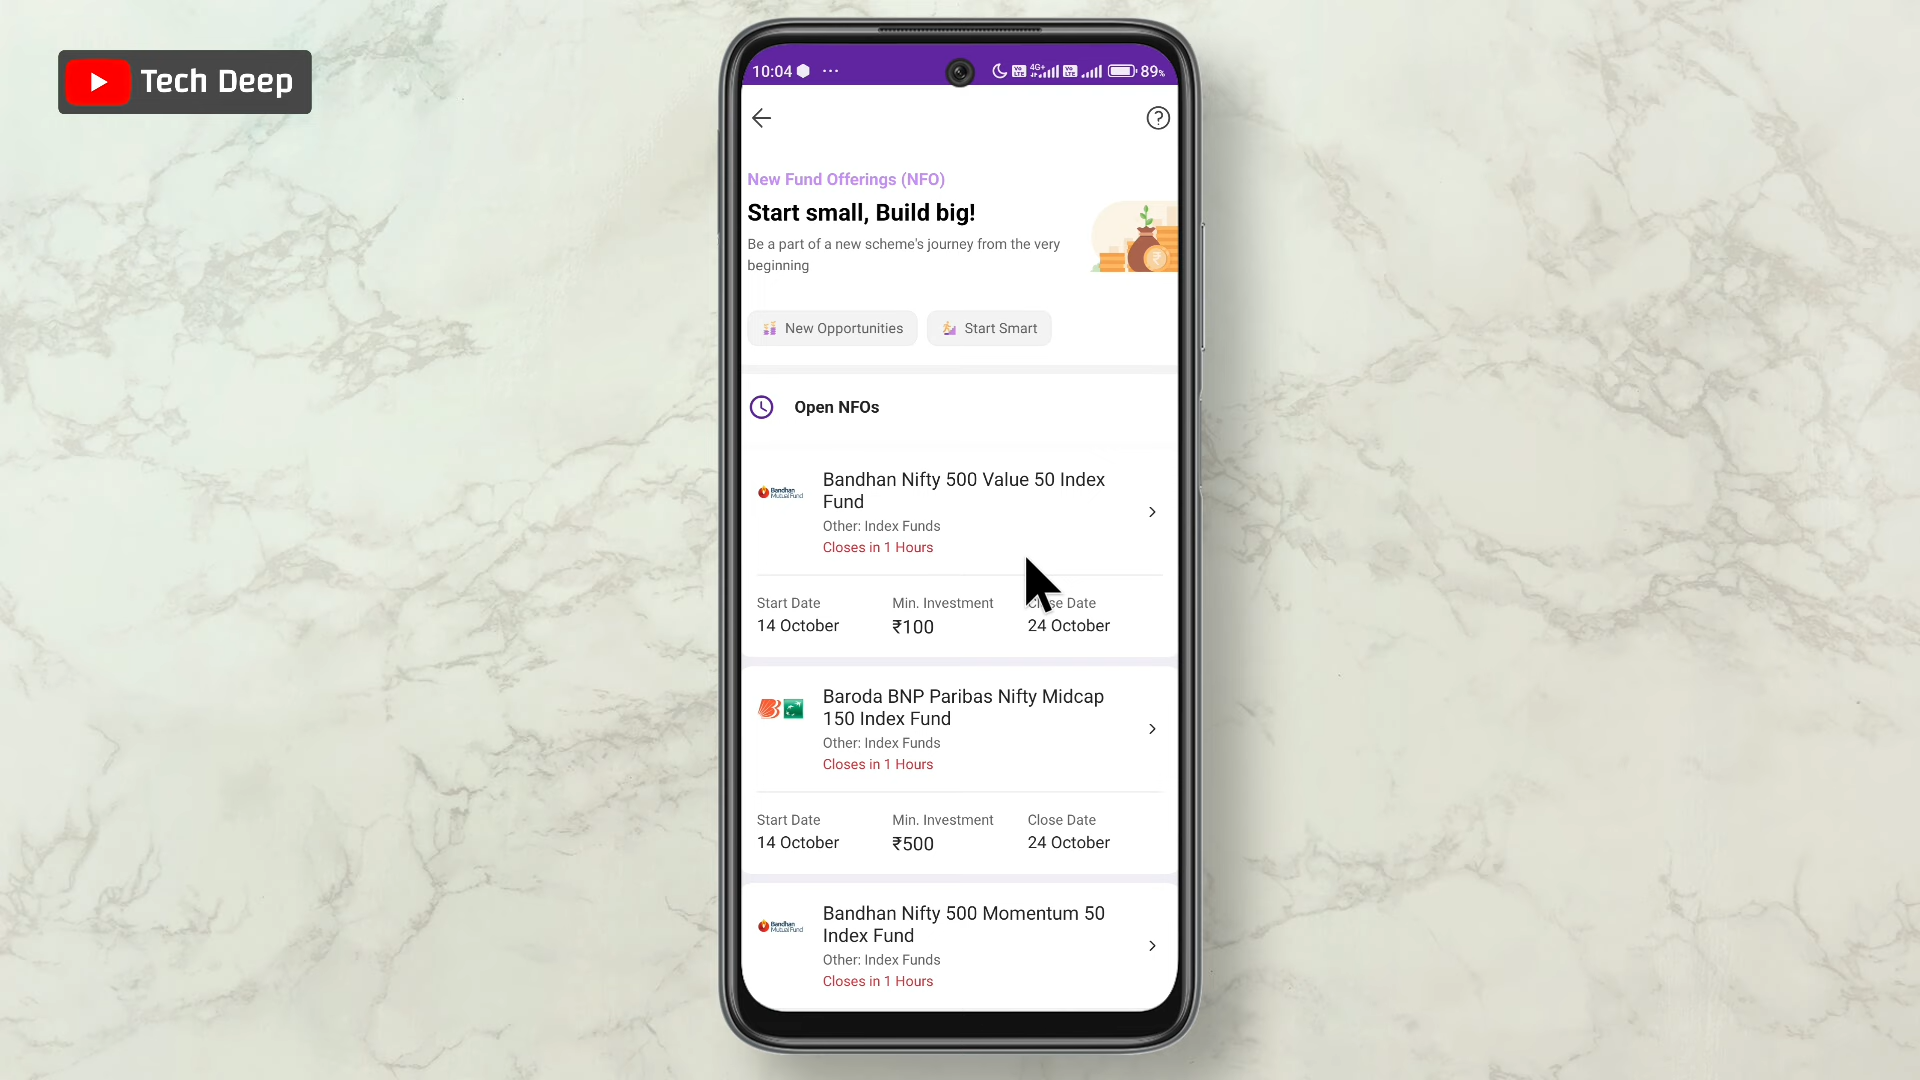 Tech Deep
10:04 ... 4G+ 89%
New Fund Offerings (NFO)
Start small, Build big!
Be a part of a new scheme's journey from the very
beginning
New Opportunities Start Smart
Open NFOs
Bandhan Nifty 500 Value 50 Index
Fund
Other: Index Funds
Closes in 1 Hours
Start Date Min. Investment Close Date
14 October ₹100 24 October
Baroda BNP Paribas Nifty Midcap
150 Index Fund
Other: Index Funds
Closes in 1 Hours
Start Date Min. Investment Close Date
14 October ₹500 24 October
Bandhan Mutual Fund
Bandhan Nifty 500 Momentum 50
Index Fund
Other: Index Funds
Closes in 1 Hours